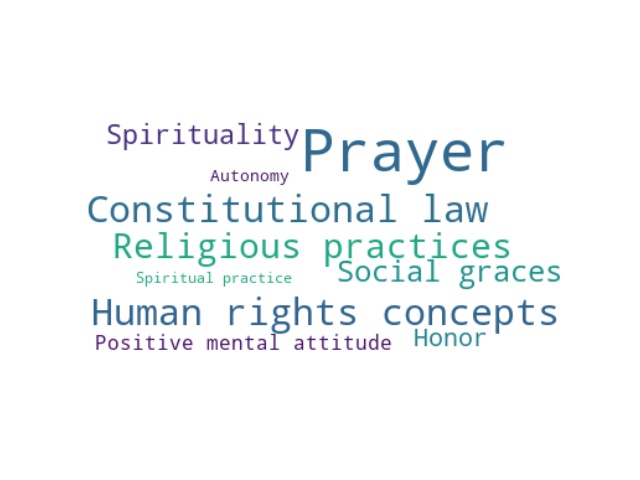 Spirituality
Prayer
Autonomy
Constitutional law
Religious practices
Social graces
Spiritual practice
Human rights concepts
Positive mental attitude
Honor